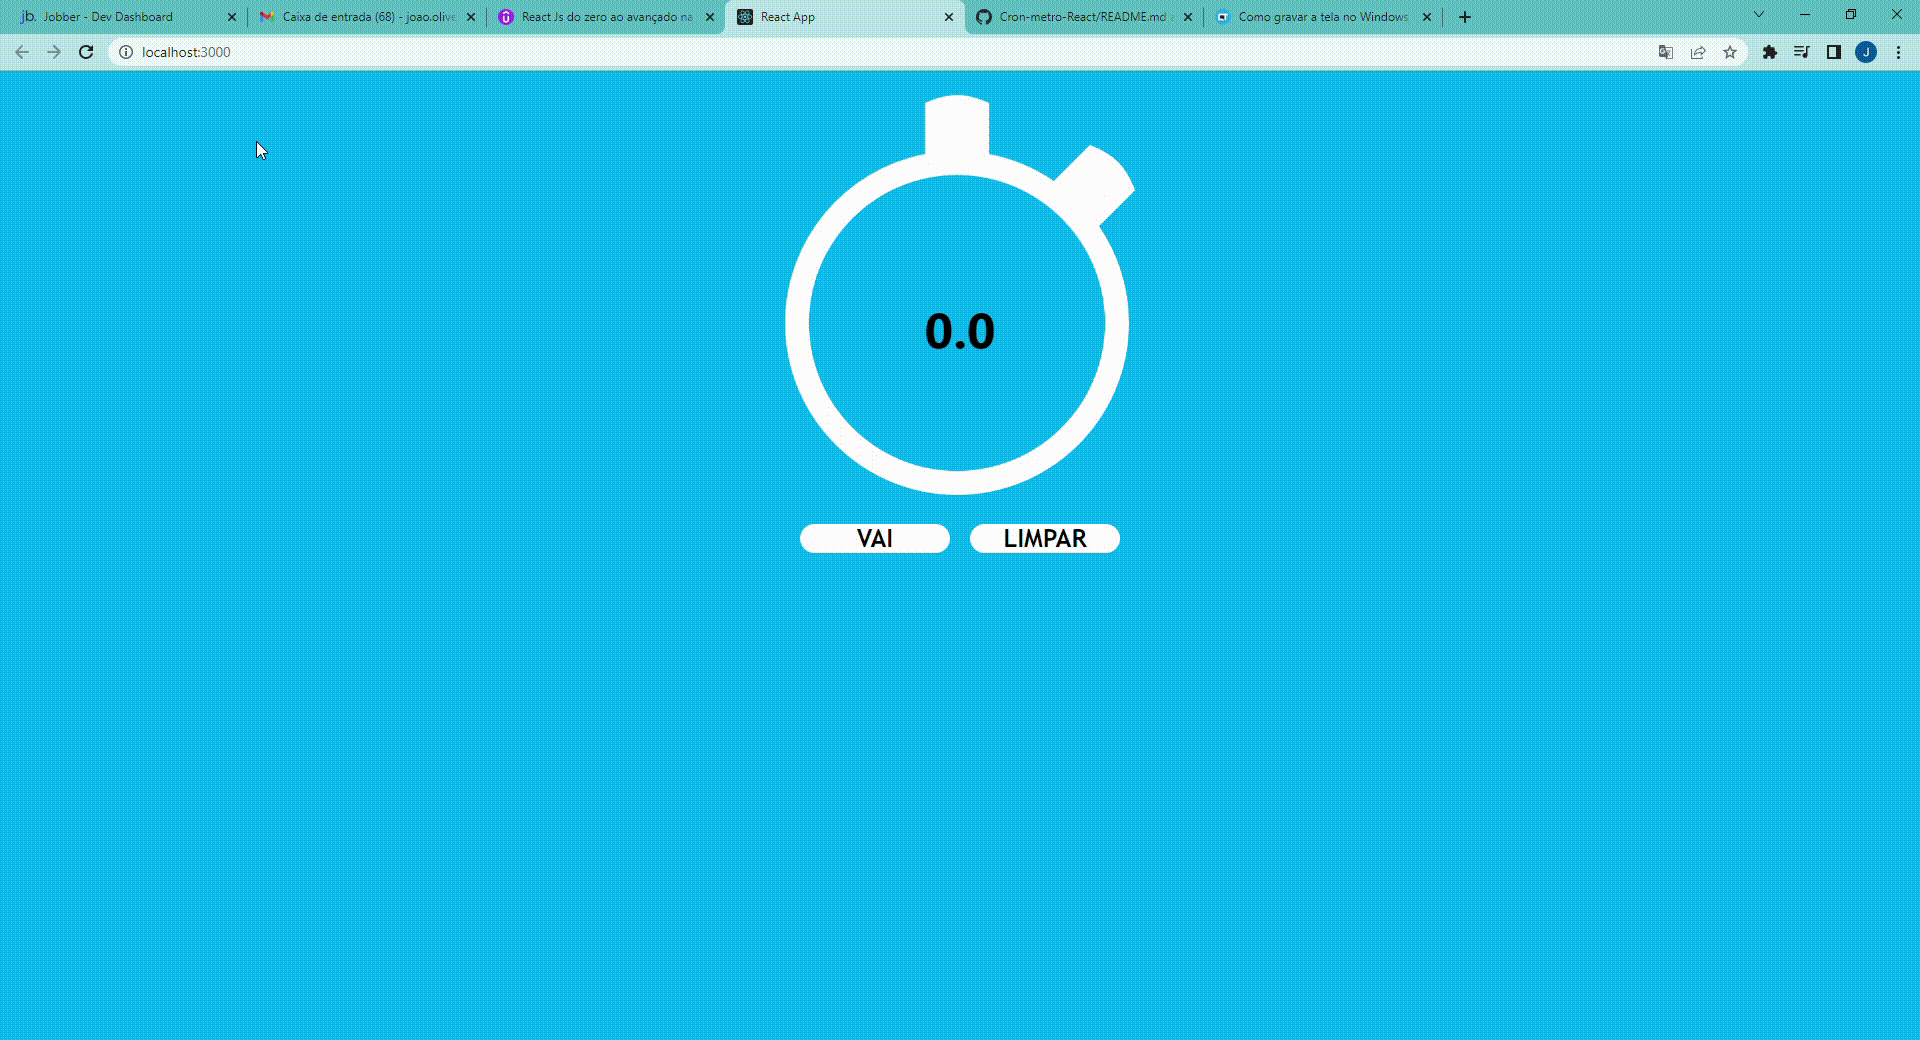 jb. Jobber - Dev Dashboard
Caixa de entrada (68) - joao.olive
React Js do zero ao avançado na
React App
Cron-metro-React/README.md
Como gravar a tela no Windows
localhost:3000
J
0.0
VAI LIMPAR